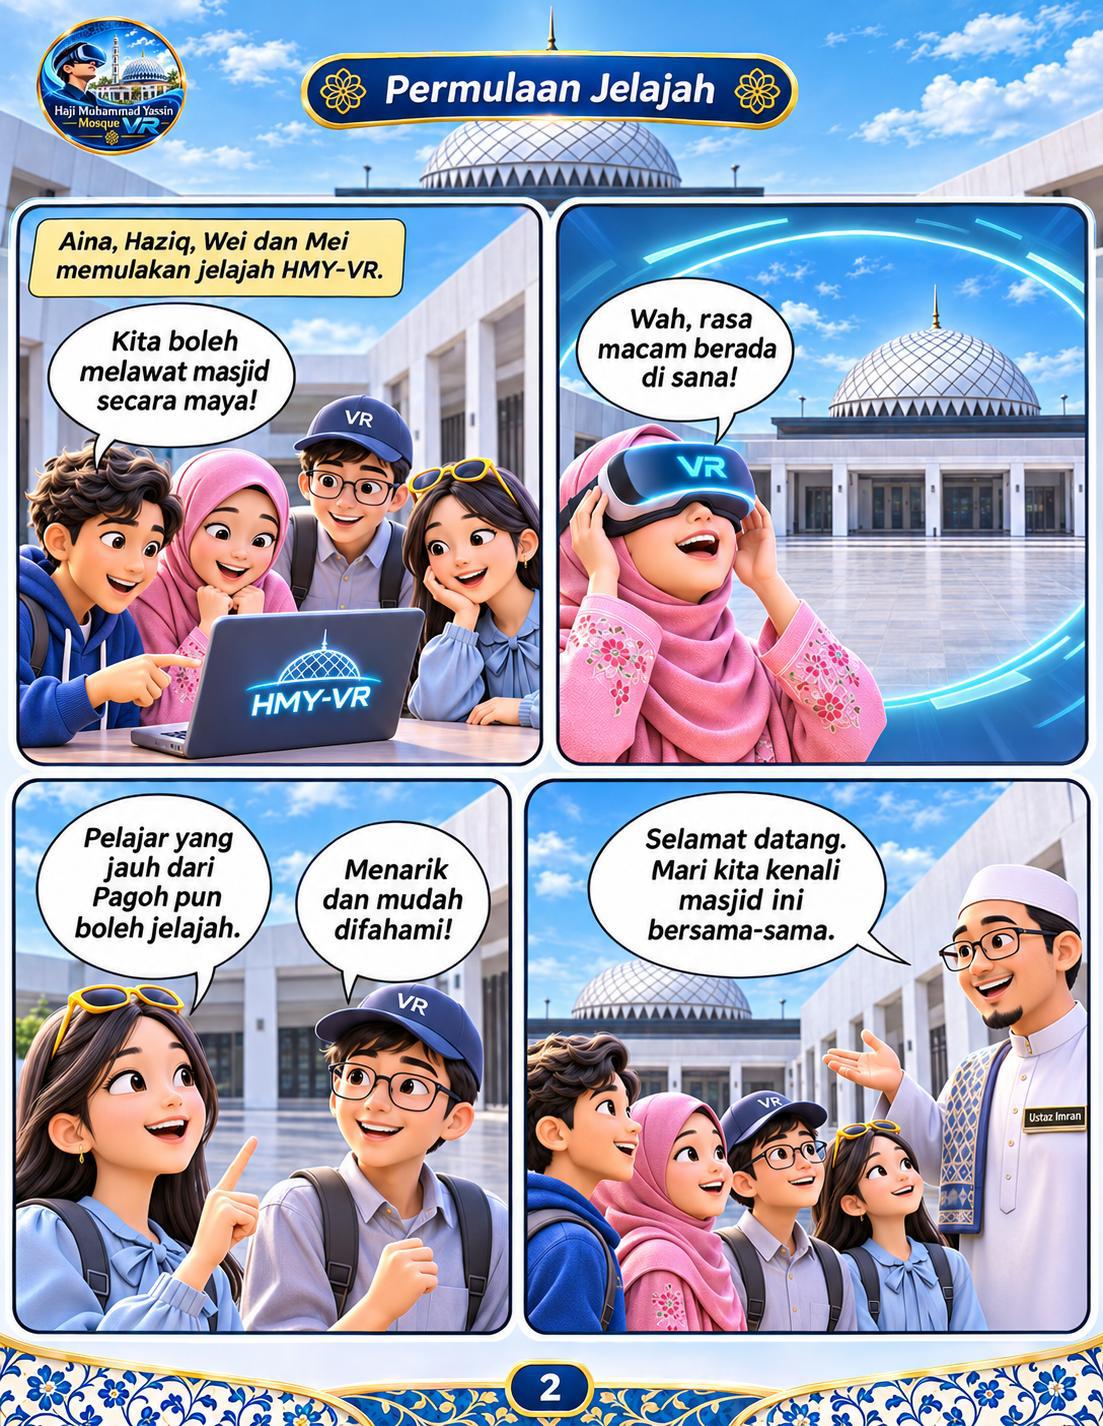 Haji Muhammad Yassin
Mosque VR
Permulaan Jelajah
Aina, Haziq, Wei dan Mei
memulakan jelajah HMY-VR.
Kita boleh
melawat masjid
secara maya!
VR
HMY-VR
Wah, rasa
macam berada
di sana!
VR
Pelajar yang
jauh dari
Pagoh pun
boleh jelajah.
Menarik
dan mudah
difahami!
VR
Selamat datang.
Mari kita kenali
masjid ini
bersama-sama.
VR
Ustaz Imran
2